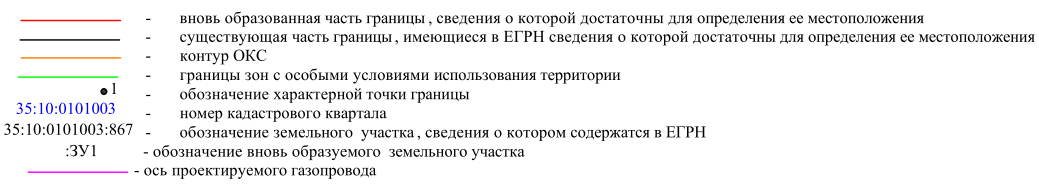 - вновь образованная часть границы, сведения о которой достаточны для определения ее местоположения
- существующая часть границы, имеющиеся в ЕГРН сведения о которой достаточны для определения ее местоположения
- контур ОКС
- границы зон с особыми условиями использования территории
1 - обозначение характерной точки границы
35:10:0101003 - номер кадастрового квартала
35:10:0101003:867 - обозначение земельного участка, сведения о котором содержатся в ЕГРН
:ЗУ1 - обозначение вновь образуемого земельного участка
- ось проектируемого газопровода